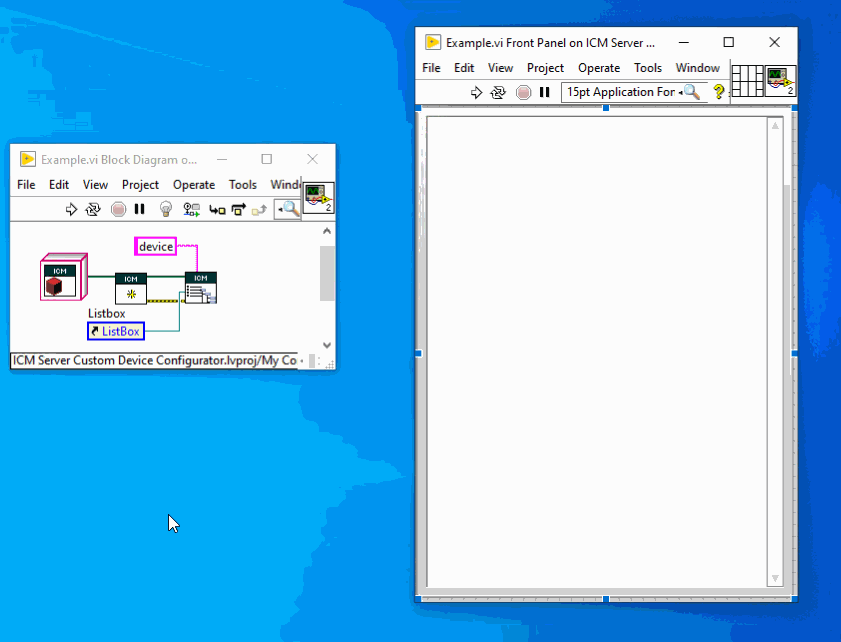 Example.vi Front Panel on ICM Server ...
File Edit View Project Operate Tools Window
15pt Application For
2
Example.vi Block Diagram o...
File Edit View Project Operate Tools Wind
2
device
ICM
ICM
ICM
Listbox
ListBox
ICM Server Custom Device Configurator.lvproj/My Co